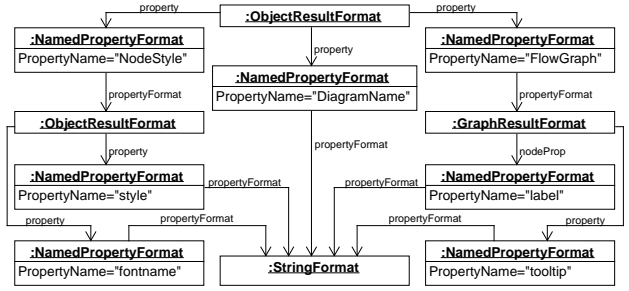 property
:ObjectResultFormat
property
:NamedPropertyFormat
PropertyName="NodeStyle"
property
:NamedPropertyFormat
PropertyName="FlowGraph"
:NamedPropertyFormat
PropertyName="DiagramName"
propertyFormat
propertyFormat
:ObjectResultFormat
:GraphResultFormat
propertyFormat
property
nodeProp
:NamedPropertyFormat
PropertyName="style"
propertyFormat
propertyFormat
:NamedPropertyFormat
PropertyName="label"
property
propertyFormat
propertyFormat
property
:NamedPropertyFormat
PropertyName="fontname"
:StringFormat
:NamedPropertyFormat
PropertyName="tooltip"